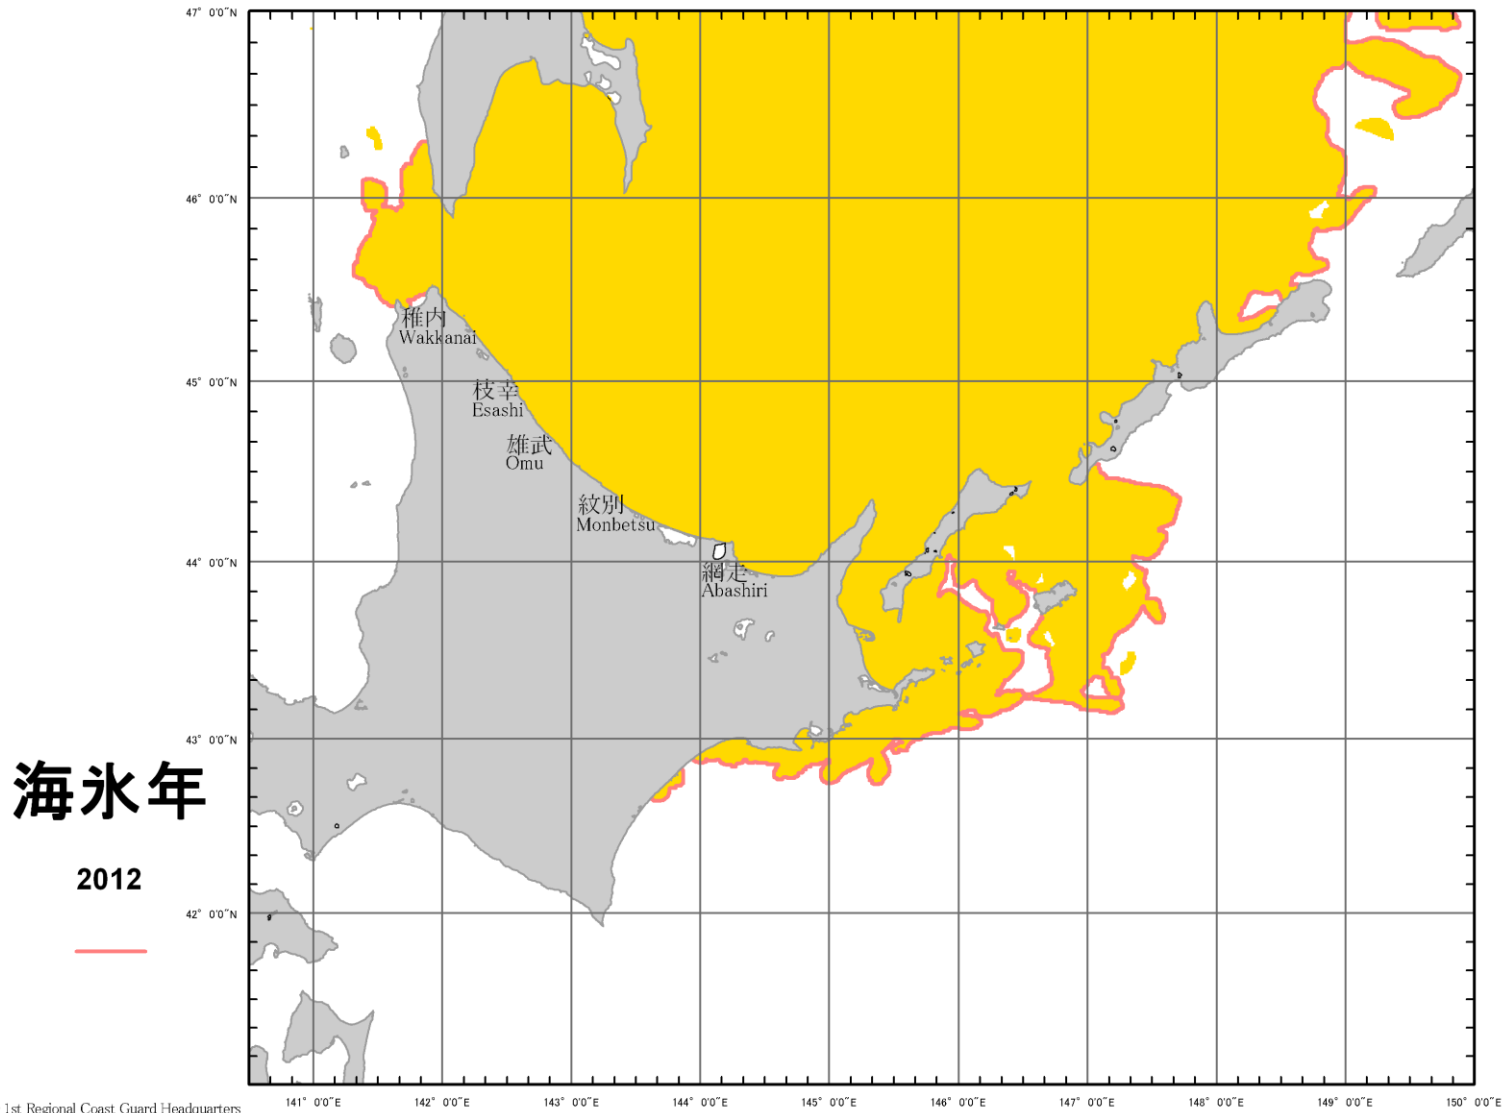 47° 0'0"N
46° 0'0"N
稚内
Wakkanai
45° 0'0"N
枝幸
Esashi
雄武
Omu
紋別
Monbetsu
44° 0'0"N
網走
Abashiri
43° 0'0"N
海氷年
2012
42° 0'0"N
1st Regional Coast Guard Headquarters
141° 0'0"E 142° 0'0"E 143° 0'0"E 144° 0'0"E 145° 0'0"E 146° 0'0"E 147° 0'0"E 148° 0'0"E 149° 0'0"E 150° 0'0"E